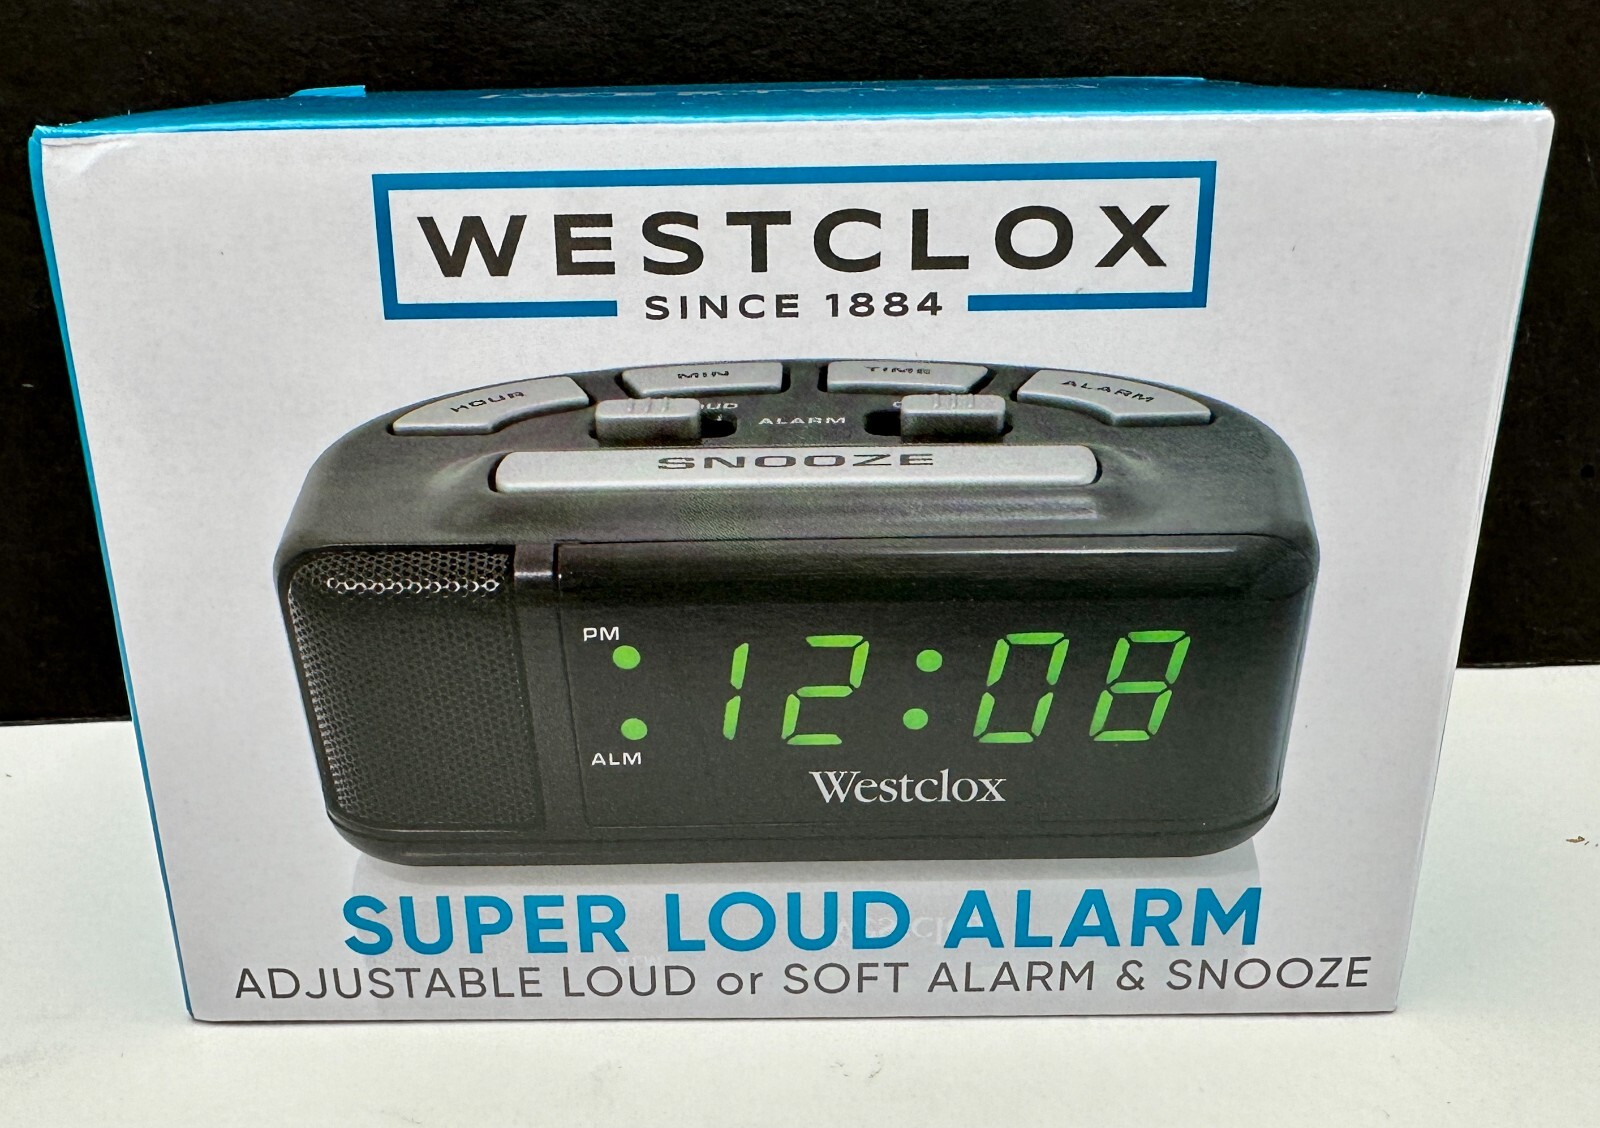 WESTCLOX
SINCE 1884
HOUR MIN TIME ALARM
ALARM
SNOOZE
PM
12:08
ALM
Westclox
SUPER LOUD ALARM
ADJUSTABLE LOUD or SOFT ALARM & SNOOZE